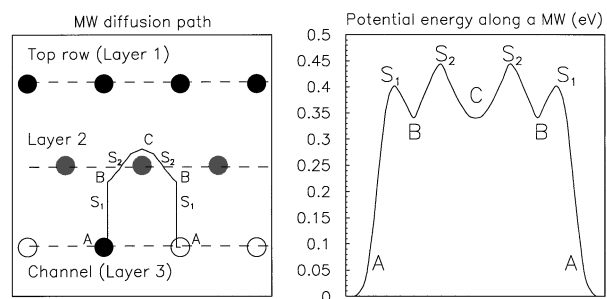 MW diffusion path
Top row (Layer 1)
Layer 2
C
S₂ S₂
B B
S₁ S₁
A A
Channel (Layer 3)
Potential energy along a MW (eV)
0.5
0.45
0.4
0.35
0.3
0.25
0.2
0.15
0.1
0.05
0
S₂ S₂
S₁ S₁
C
B B
A A